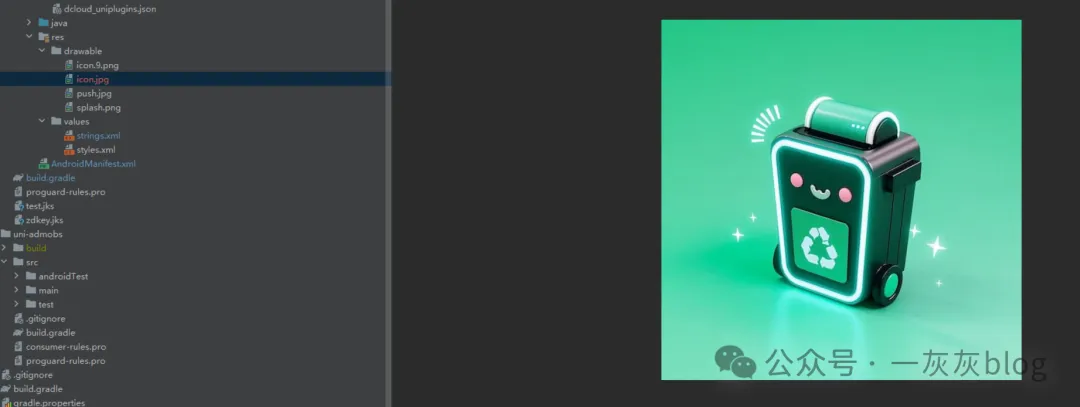 dcloud_uniplugins.json
java
res
drawable
icon.9.png
icon.jpg
push.jpg
splash.png
values
strings.xml
styles.xml
AndroidManifest.xml
build.gradle
proguard-rules.pro
test.jks
zdkey.jks
uni-admobs
build
src
androidTest
main
test
.gitignore
build.gradle
consumer-rules.pro
proguard-rules.pro
.gitignore
build.gradle
gradle.properties
公众号 · 一灰灰blog